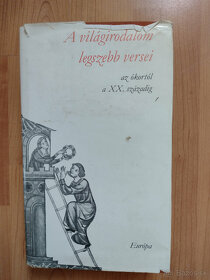 A világirodalom
legszebb versei
az ókortól
a XX. századig
Európa